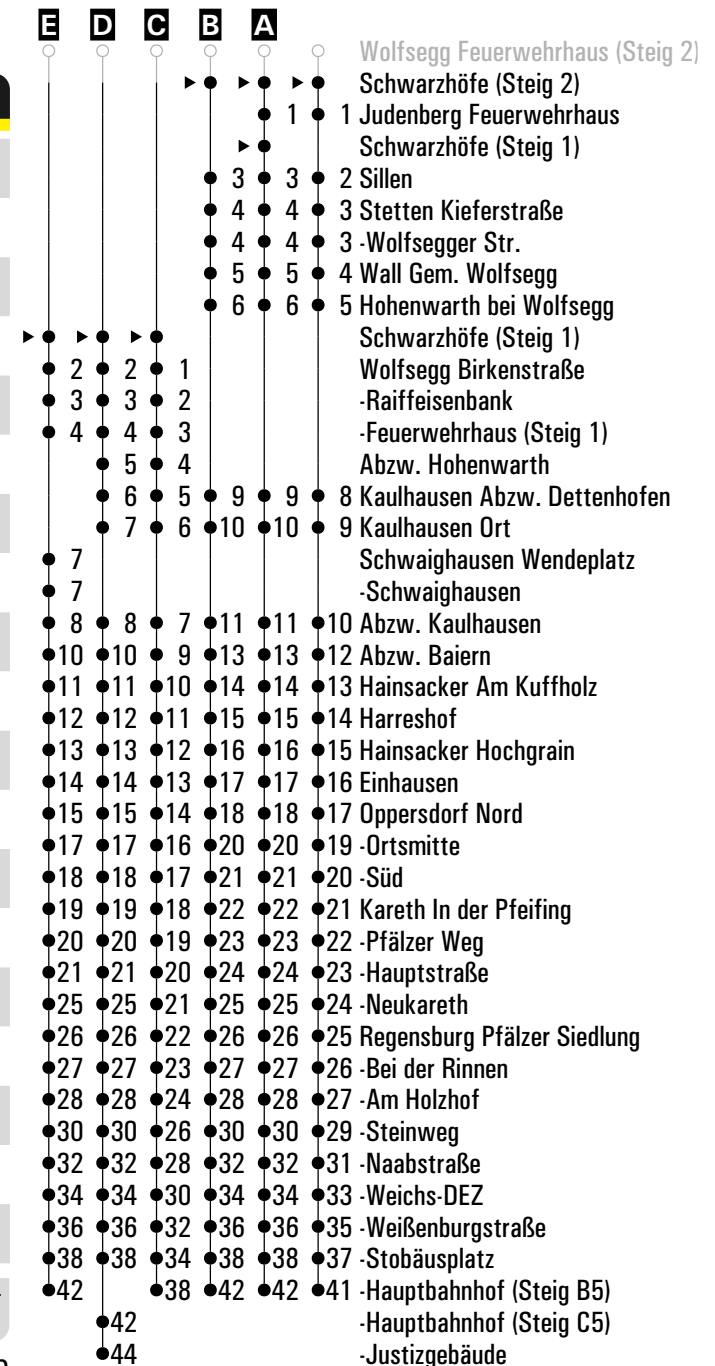 E D C B A
Wolfsegg Feuerwehrhaus (Steig 2)
Schwarzhöfe (Steig 2)
1 1 Judenberg Feuerwehrhaus
Schwarzhöfe (Steig 1)
3 3 2 Sillen
4 4 3 Stetten Kieferstraße
4 4 3 -Wolfsegger Str.
5 5 4 Wall Gem. Wolfsegg
6 6 5 Hohenwarth bei Wolfsegg
Schwarzhöfe (Steig 1)
2 2 1 Wolfsegg Birkenstraße
3 3 2 -Raiffeisenbank
4 4 3 -Feuerwehrhaus (Steig 1)
5 4 Abzw. Hohenwarth
6 5 9 9 8 Kaulhausen Abzw. Dettenhofen
7 6 10 10 9 Kaulhausen Ort
7 Schwaighausen Wendeplatz
7 -Schwaighausen
8 8 7 11 11 10 Abzw. Kaulhausen
10 10 9 13 13 12 Abzw. Baiern
11 11 10 14 14 13 Hainsacker Am Kuffholz
12 12 11 15 15 14 Harreshof
13 13 12 16 16 15 Hainsacker Hochgrain
14 14 13 17 17 16 Einhausen
15 15 14 18 18 17 Oppersdorf Nord
17 17 16 20 20 19 -Ortsmitte
18 18 17 21 21 20 -Süd
19 19 18 22 22 21 Kareth In der Pfeifing
20 20 19 23 23 22 -Pfälzer Weg
21 21 20 24 24 23 -Hauptstraße
25 25 21 25 25 24 -Neukareth
26 26 22 26 26 25 Regensburg Pfälzer Siedlung
27 27 23 27 27 26 -Bei der Rinnen
28 28 24 28 28 27 -Am Holzhof
30 30 26 30 30 29 -Steinweg
32 32 28 32 32 31 -Naabstraße
34 34 30 34 34 33 -Weichs-DEZ
36 36 32 36 36 35 -Weißenburgstraße
38 38 34 38 38 37 -Stobäusplatz
42 38 42 42 41 -Hauptbahnhof (Steig B5)
42 -Hauptbahnhof (Steig C5)
44 -Justizgebäude